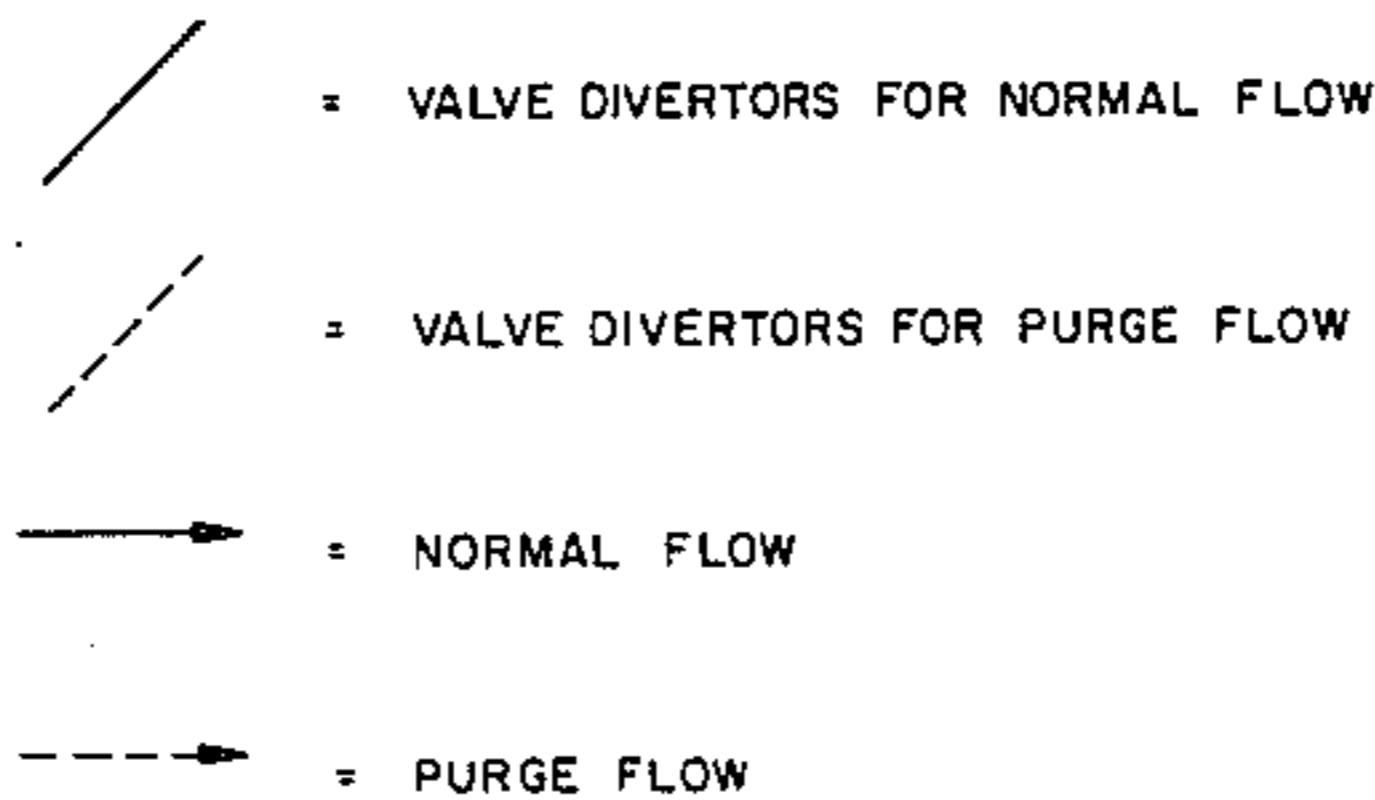 = VALVE DIVERTORS FOR NORMAL FLOW
= VALVE DIVERTORS FOR PURGE FLOW
= NORMAL FLOW
= PURGE FLOW